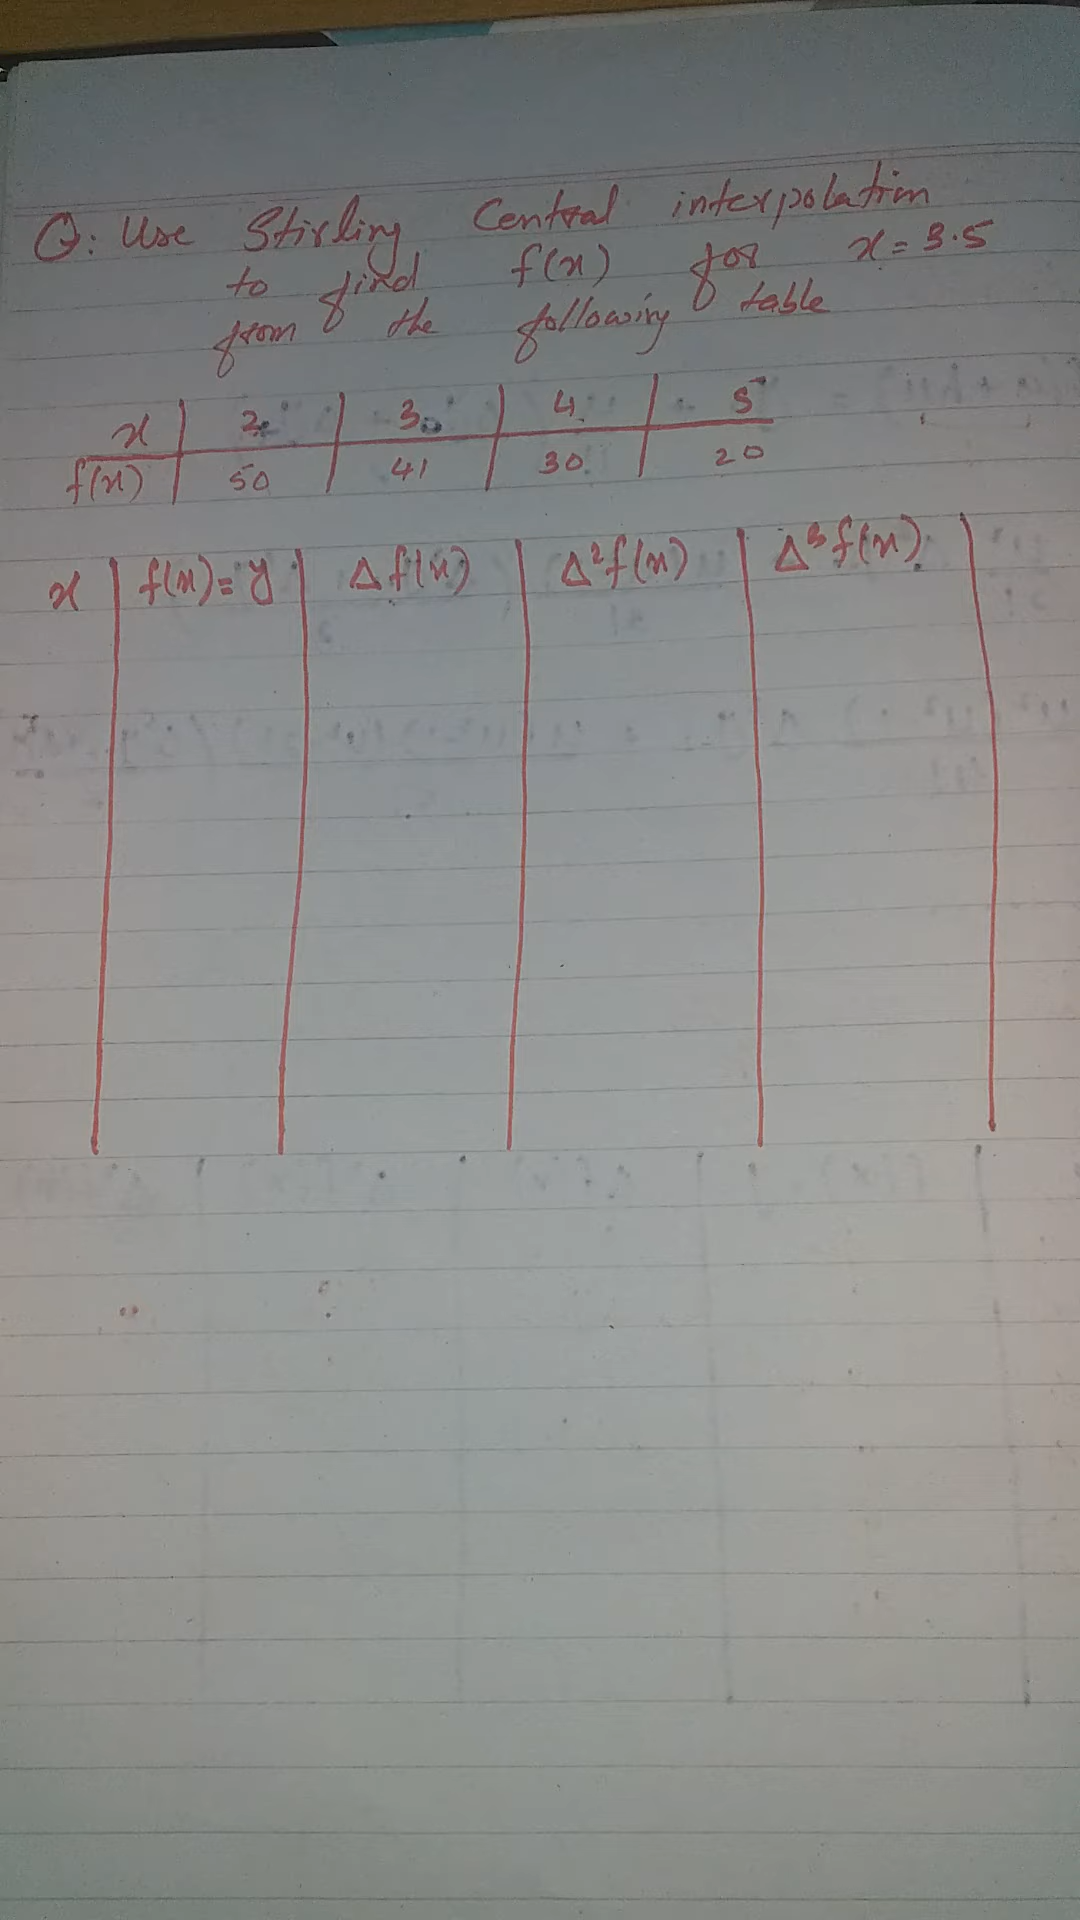 Q: Use Stirling Central interpolation
to find f(x) for x = 3.5
from the following table
x | 2 | 3 | 4 | 5
f(x) | 50 | 41 | 30 | 20
x | f(x) = y | Δf(x) | Δ²f(x) | Δ³f(x)